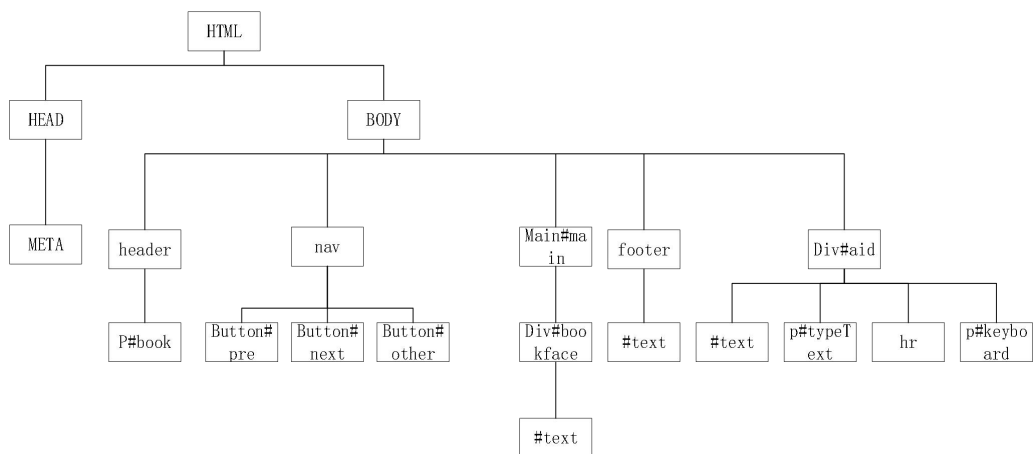 HTML
HEAD
BODY
META
header
nav
Main#ma
in
footer
Div#aid
P#book
Button#
pre
Button#
next
Button#
other
Div#boo
kface
#text
#text
p#typeT
ext
hr
p#keybo
ard
#text